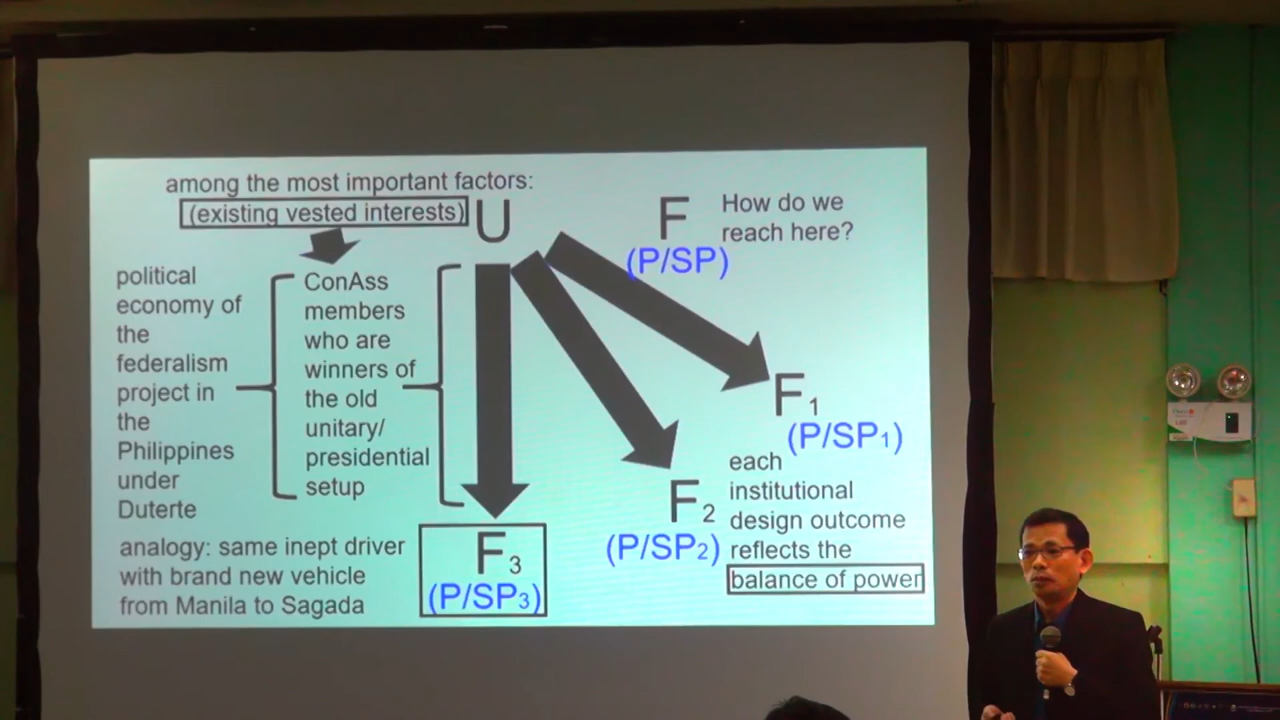 among the most important factors:
(existing vested interests)
U
F
(P/SP)
How do we
reach here?
political
economy of
the
federalism
project in
the
Philippines
under
Duterte
ConAss
members
who are
winners of
the old
unitary/
presidential
setup
F1
(P/SP1)
F2
(P/SP2)
each
institutional
design outcome
reflects the
balance of power
F3
(P/SP3)
analogy: same inept driver
with brand new vehicle
from Manila to Sagada